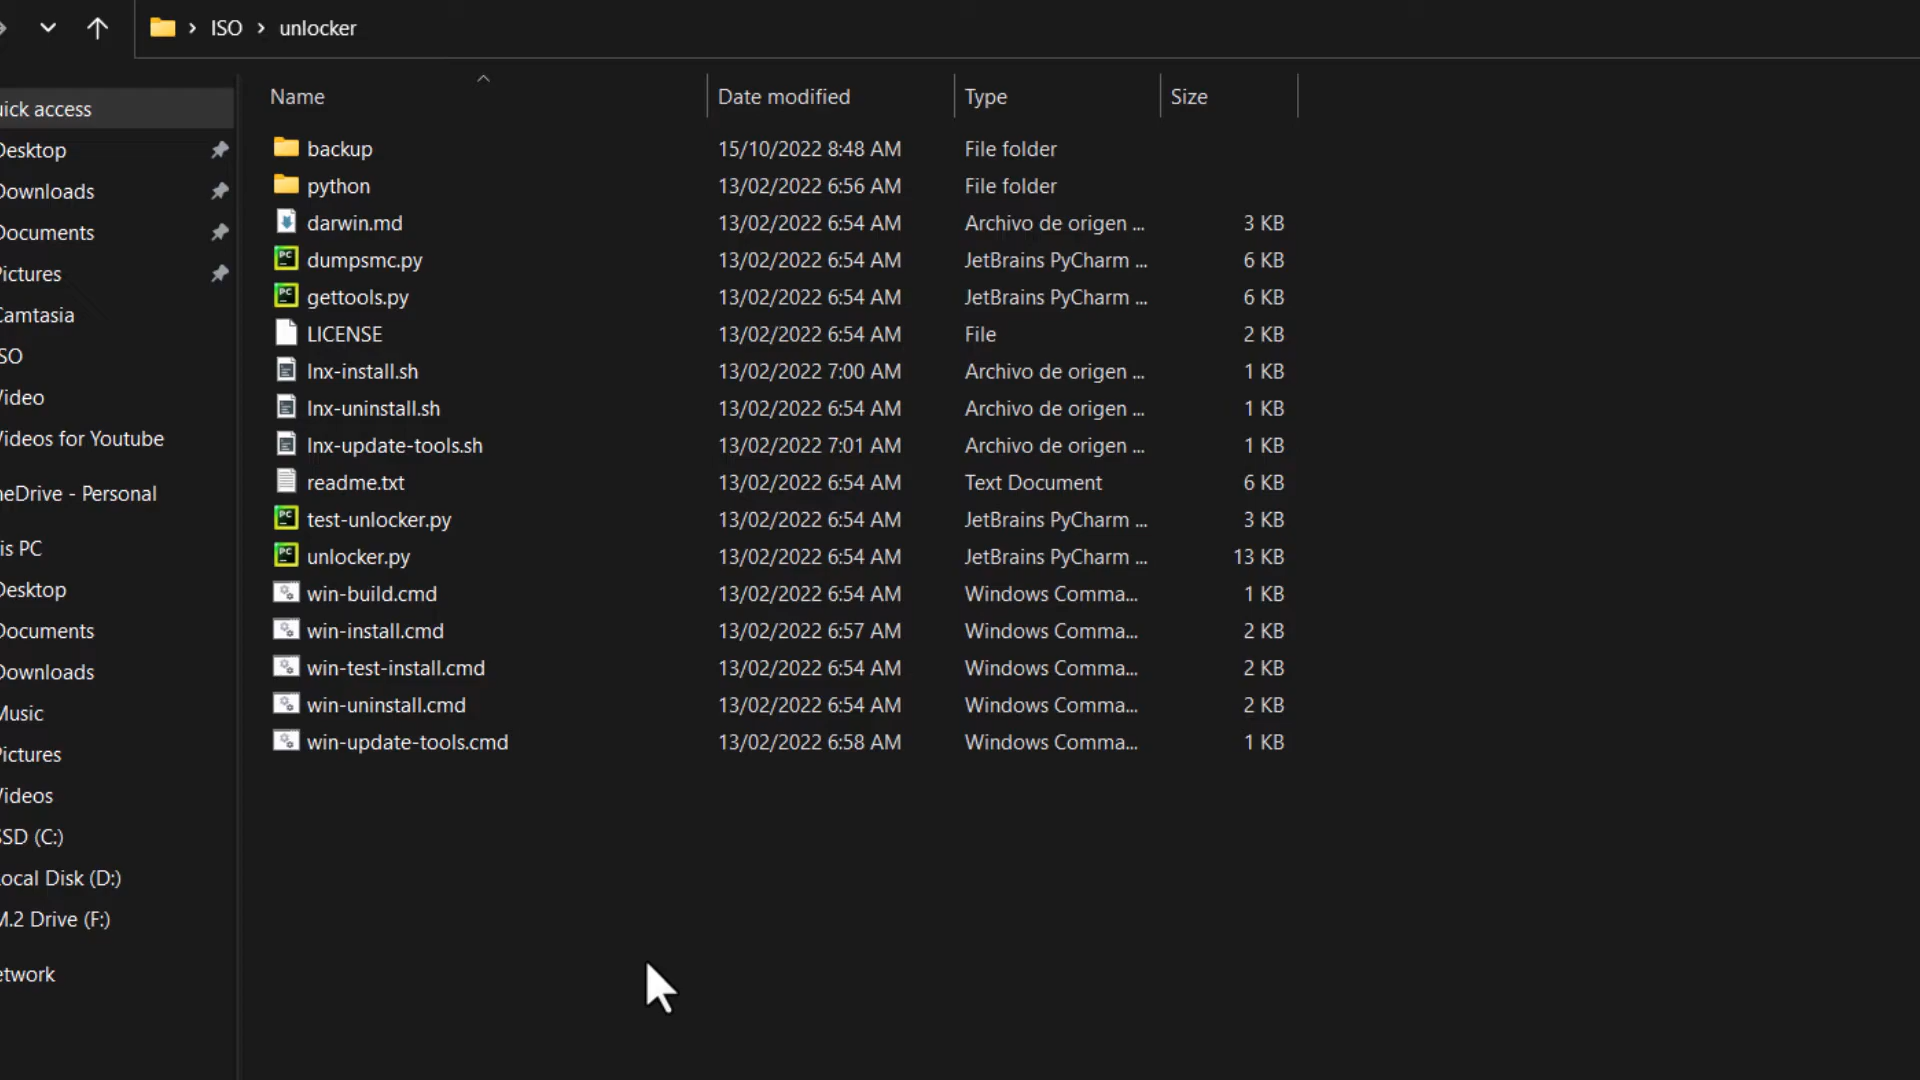 ISO > unlocker
Name Date modified Type Size
backup 15/10/2022 8:48 AM File folder
python 13/02/2022 6:56 AM File folder
darwin.md 13/02/2022 6:54 AM Archivo de origen ... 3 KB
dumpsmc.py 13/02/2022 6:54 AM JetBrains PyCharm ... 6 KB
gettools.py 13/02/2022 6:54 AM JetBrains PyCharm ... 6 KB
LICENSE 13/02/2022 6:54 AM File 2 KB
lnx-install.sh 13/02/2022 7:00 AM Archivo de origen ... 1 KB
lnx-uninstall.sh 13/02/2022 6:54 AM Archivo de origen ... 1 KB
lnx-update-tools.sh 13/02/2022 7:01 AM Archivo de origen ... 1 KB
readme.txt 13/02/2022 6:54 AM Text Document 6 KB
test-unlocker.py 13/02/2022 6:54 AM JetBrains PyCharm ... 3 KB
unlocker.py 13/02/2022 6:54 AM JetBrains PyCharm ... 13 KB
win-build.cmd 13/02/2022 6:54 AM Windows Comma... 1 KB
win-install.cmd 13/02/2022 6:57 AM Windows Comma... 2 KB
win-test-install.cmd 13/02/2022 6:54 AM Windows Comma... 2 KB
win-uninstall.cmd 13/02/2022 6:54 AM Windows Comma... 2 KB
win-update-tools.cmd 13/02/2022 6:58 AM Windows Comma... 1 KB
uick access
Desktop
Downloads
Documents
Pictures
Camtasia
SO
Video
Videos for Youtube
neDrive - Personal
is PC
Desktop
Documents
Downloads
Music
Pictures
Videos
SSD (C:)
ocal Disk (D:)
M.2 Drive (F:)
etwork